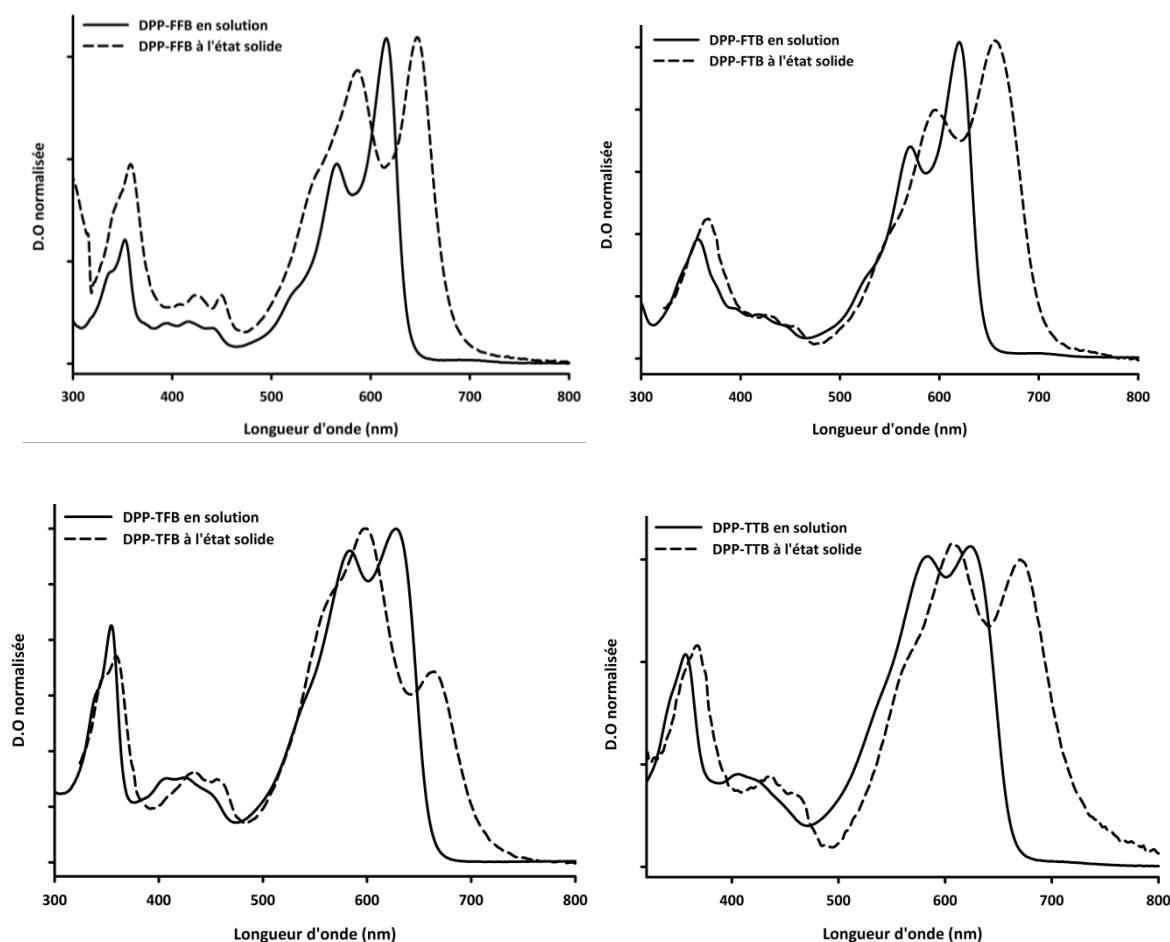 DPP-FFB en solution
DPP-FFB à l'état solide
D.O normalisée
300 400 500 600 700 800
Longueur d'onde (nm)
DPP-FTB en solution
DPP-FTB à l'état solide
D.O normalisée
300 400 500 600 700 800
Longueur d'onde (nm)
DPP-TFB en solution
DPP-TFB à l'état solide
D.O normalisée
300 400 500 600 700 800
Longueur d'onde (nm)
DPP-TTB en solution
DPP-TTB à l'état solide
D.O normalisée
400 500 600 700 800
Longueur d'onde (nm)